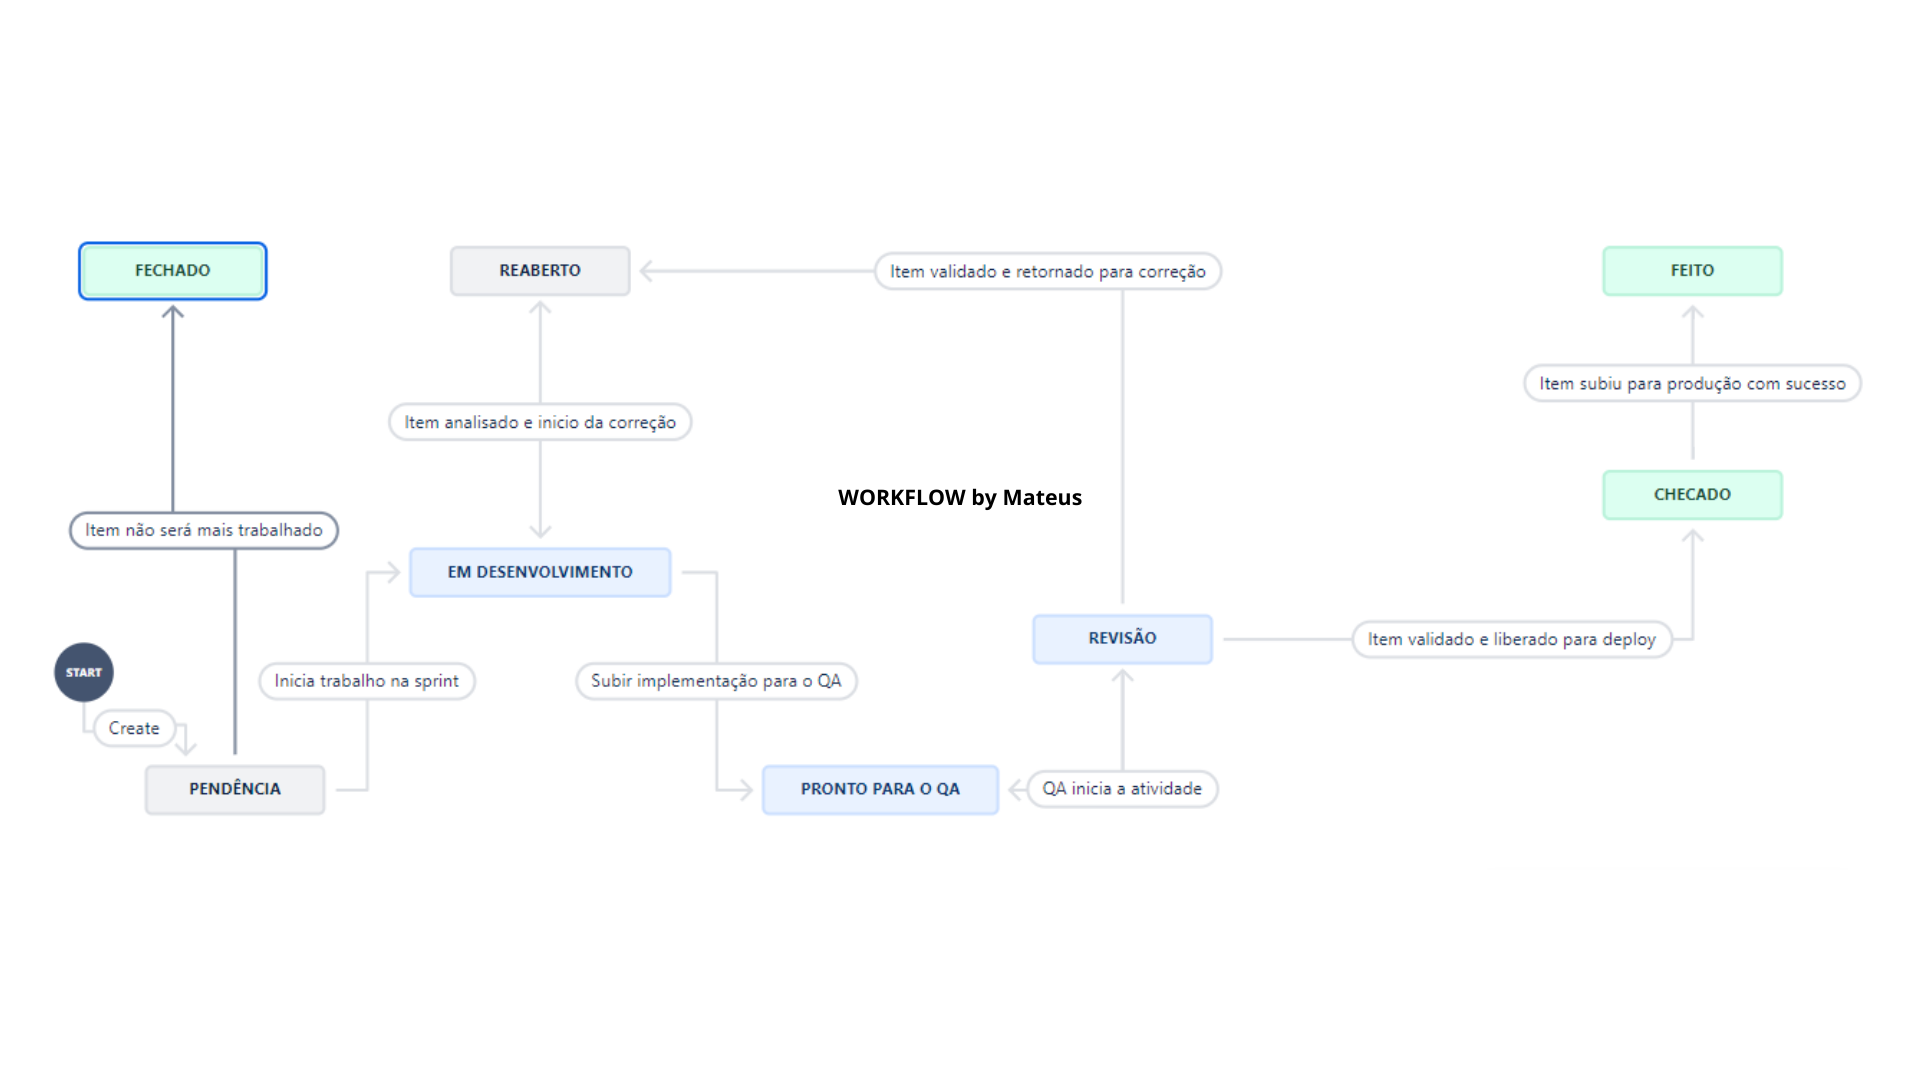 FECHADO
REABERTO
Item validado e retornado para correção
FEITO
Item subiu para produção com sucesso
Item analisado e inicio da correção
WORKFLOW by Mateus
CHECADO
Item não será mais trabalhado
EM DESENVOLVIMENTO
REVISÃO
Item validado e liberado para deploy
START
Inicia trabalho na sprint
Subir implementação para o QA
Create
PENDÊNCIA
PRONTO PARA O QA
QA inicia a atividade